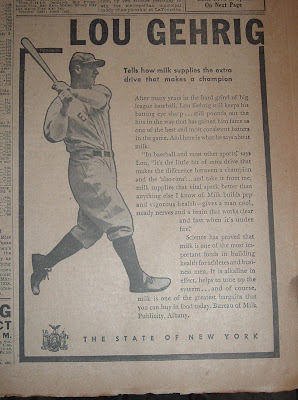 On Next Page
LOU GEHRIG
Tells how milk supplies the extra
drive that makes a champion
After many years in the hard grind of big
league baseball, Lou Gehrig still keeps his
batting eye sharp... still pounds out the
hits in the way that has gained him fame as
one of the best and most consistent batters
in the game. And here is what he says about
milk:
"In baseball and most other sports," says
Lou, "it's the little bit of extra drive that
makes the difference between a champion
and the 'also-rans'... and take it from me,
milk supplies that vital spark better than
anything else I know of. Milk builds pep
and vigorous health—gives a man cool,
steady nerves and a brain that works clear
and fast when it's under
fire!"
Science has proved that
milk is one of the most im-
portant foods in building
health for athletes and busi-
ness men. It is alkaline in
effect, helps to tone up the
system... and of course,
milk is one of the greatest bargains that
you can buy in food today. Bureau of Milk
Publicity, Albany.
THE STATE OF NEW YORK